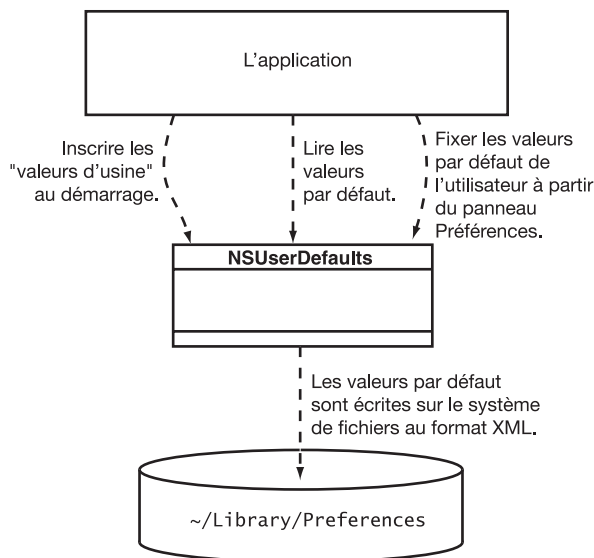 L'application
Inscrire les
"valeurs d'usine"
au démarrage.
Lire les
valeurs
par défaut.
Fixer les valeurs
par défaut de
l'utilisateur à partir
du panneau
Préférences.
NSUserDefaults
Les valeurs par défaut
sont écrites sur le système
de fichiers au format XML.
~/Library/Preferences